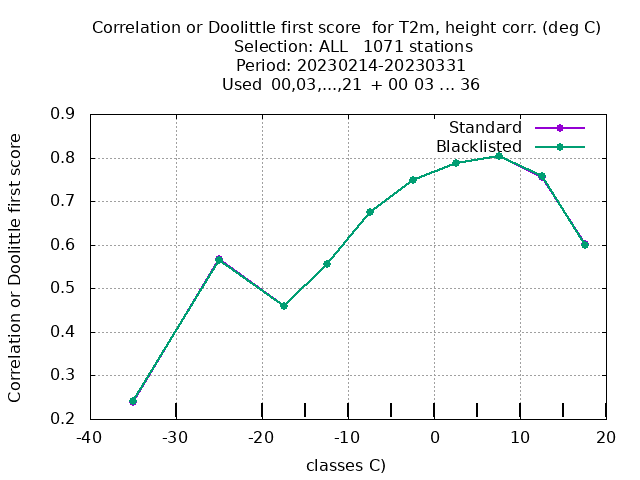 Correlation or Doolittle first score  for T2m, height corr. (deg C)
Selection: ALL   1071 stations
Period: 20230214-20230331
Used  00,03,...,21  + 00 03 ... 36
Standard
Blacklisted
Correlation or Doolittle first score
0.9
0.8
0.7
0.6
0.5
0.4
0.3
0.2
-40 -30 -20 -10 0 10 20
classes C)